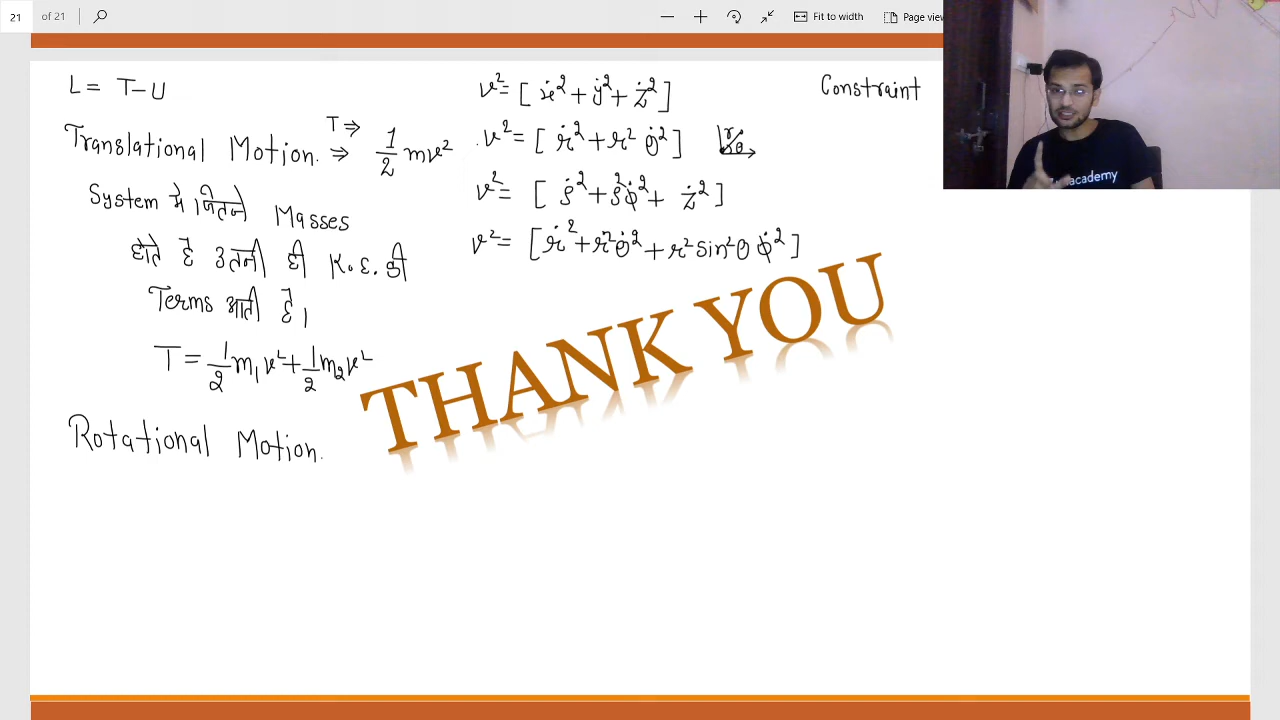 21 of 21
Fit to width
Page view
L = T-U
Translational Motion. ⇒ T ⇒ 1/2 mv²
System में जितने Masses
होते है उतनी ही K.E. की
Terms आती है।
T = 1/2 m₁v² + 1/2 m₂v²
Rotational Motion.
v² = [ẋ² + ẏ² + ż²]
v² = [ṙ² + r² θ̇²] r θ
v² = [ρ̇² + ρ²φ̇² + ż²]
v² = [ṙ² + r²θ̇² + r² sin²θ φ̇²]
Constraint
THANK YOU
academy